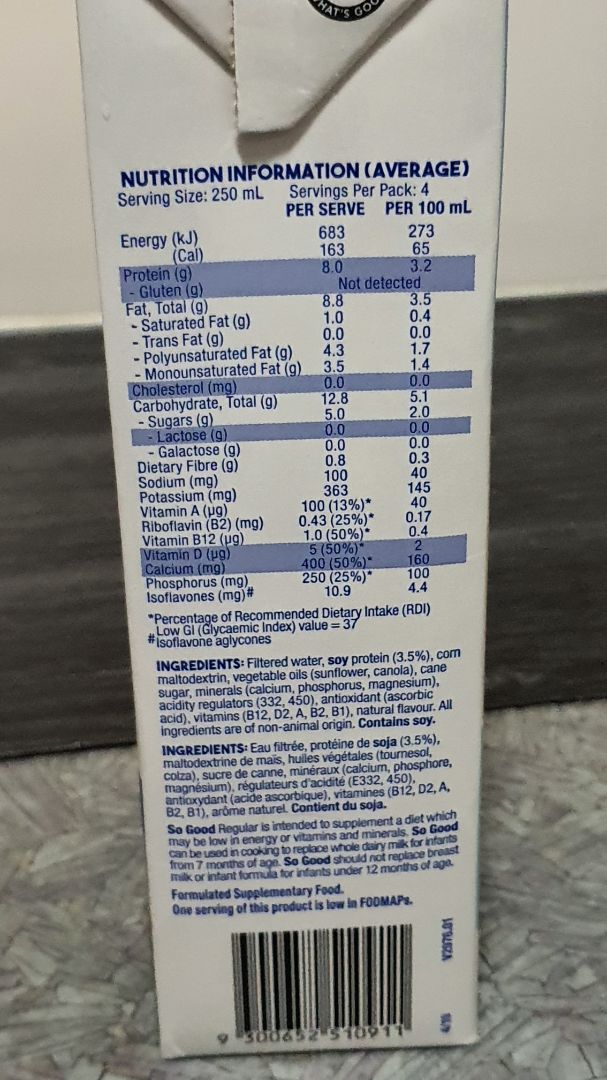 HAT'S GOO
NUTRITION INFORMATION (AVERAGE)
Serving Size: 250 mL Servings Per Pack: 4
PER SERVE PER 100 mL
Energy (kJ) 683 273
(Cal) 163 65
Protein (g) 8.0 3.2
- Gluten (g) Not detected
Fat, Total (g) 8.8 3.5
- Saturated Fat (g) 1.0 0.4
- Trans Fat (g) 0.0 0.0
- Polyunsaturated Fat (g) 4.3 1.7
- Monounsaturated Fat (g) 3.5 1.4
Cholesterol (mg) 0.0 0.0
Carbohydrate, Total (g) 12.8 5.1
- Sugars (g) 5.0 2.0
- Lactose (g) 0.0 0.0
- Galactose (g) 0.0 0.0
Dietary Fibre (g) 0.8 0.3
Sodium (mg) 100 40
Potassium (mg) 363 145
Vitamin A (µg) 100 (13%)* 40
Riboflavin (B2) (mg) 0.43 (25%)* 0.17
Vitamin B12 (µg) 1.0 (50%)* 0.4
Vitamin D (µg) 5 (50%)* 2
Calcium (mg) 400 (50%)* 160
Phosphorus (mg) 250 (25%)* 100
Isoflavones (mg)# 10.9 4.4
*Percentage of Recommended Dietary Intake (RDI)
Low GI (Glycaemic Index) value = 37
#Isoflavone aglycones
INGREDIENTS: Filtered water, soy protein (3.5%), corn
maltodextrin, vegetable oils (sunflower, canola), cane
sugar, minerals (calcium, phosphorus, magnesium),
acidity regulators (332, 450), antioxidant (ascorbic
acid), vitamins (B12, D2, A, B2, B1), natural flavour. All
ingredients are of non-animal origin. Contains soy.
INGREDIENTS: Eau filtrée, protéine de soja (3.5%),
maltodextrine de maïs, huiles végétales (tournesol,
colza), sucre de canne, minéraux (calcium, phosphore,
magnésium), régulateurs d'acidité (E332, 450),
antioxydant (acide ascorbique), vitamines (B12, D2, A,
B2, B1), arôme naturel. Contient du soja.
So Good Regular is intended to supplement a diet which
may be low in energy or vitamins and minerals. So Good
can be used in cooking to replace whole dairy milk for infants
from 7 months of age. So Good should not replace breast
milk or infant formula for infants under 12 months of age.
Formulated Supplementary Food.
One serving of this product is low in FODMAPs.
V2976.01
9 300652 510911
4/16